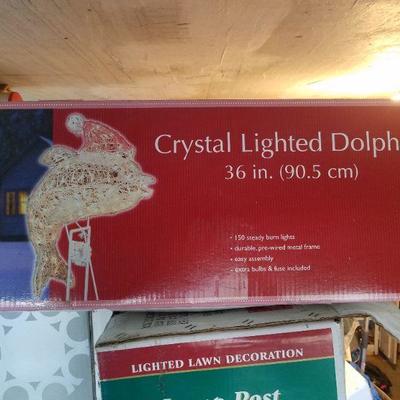 Crystal Lighted Dolph
36 in. (90.5 cm)
• 150 steady burn lights
• durable, pre-wired metal frame
• easy assembly
• extra bulbs & fuse included
LIGHTED LAWN DECORATION
Post